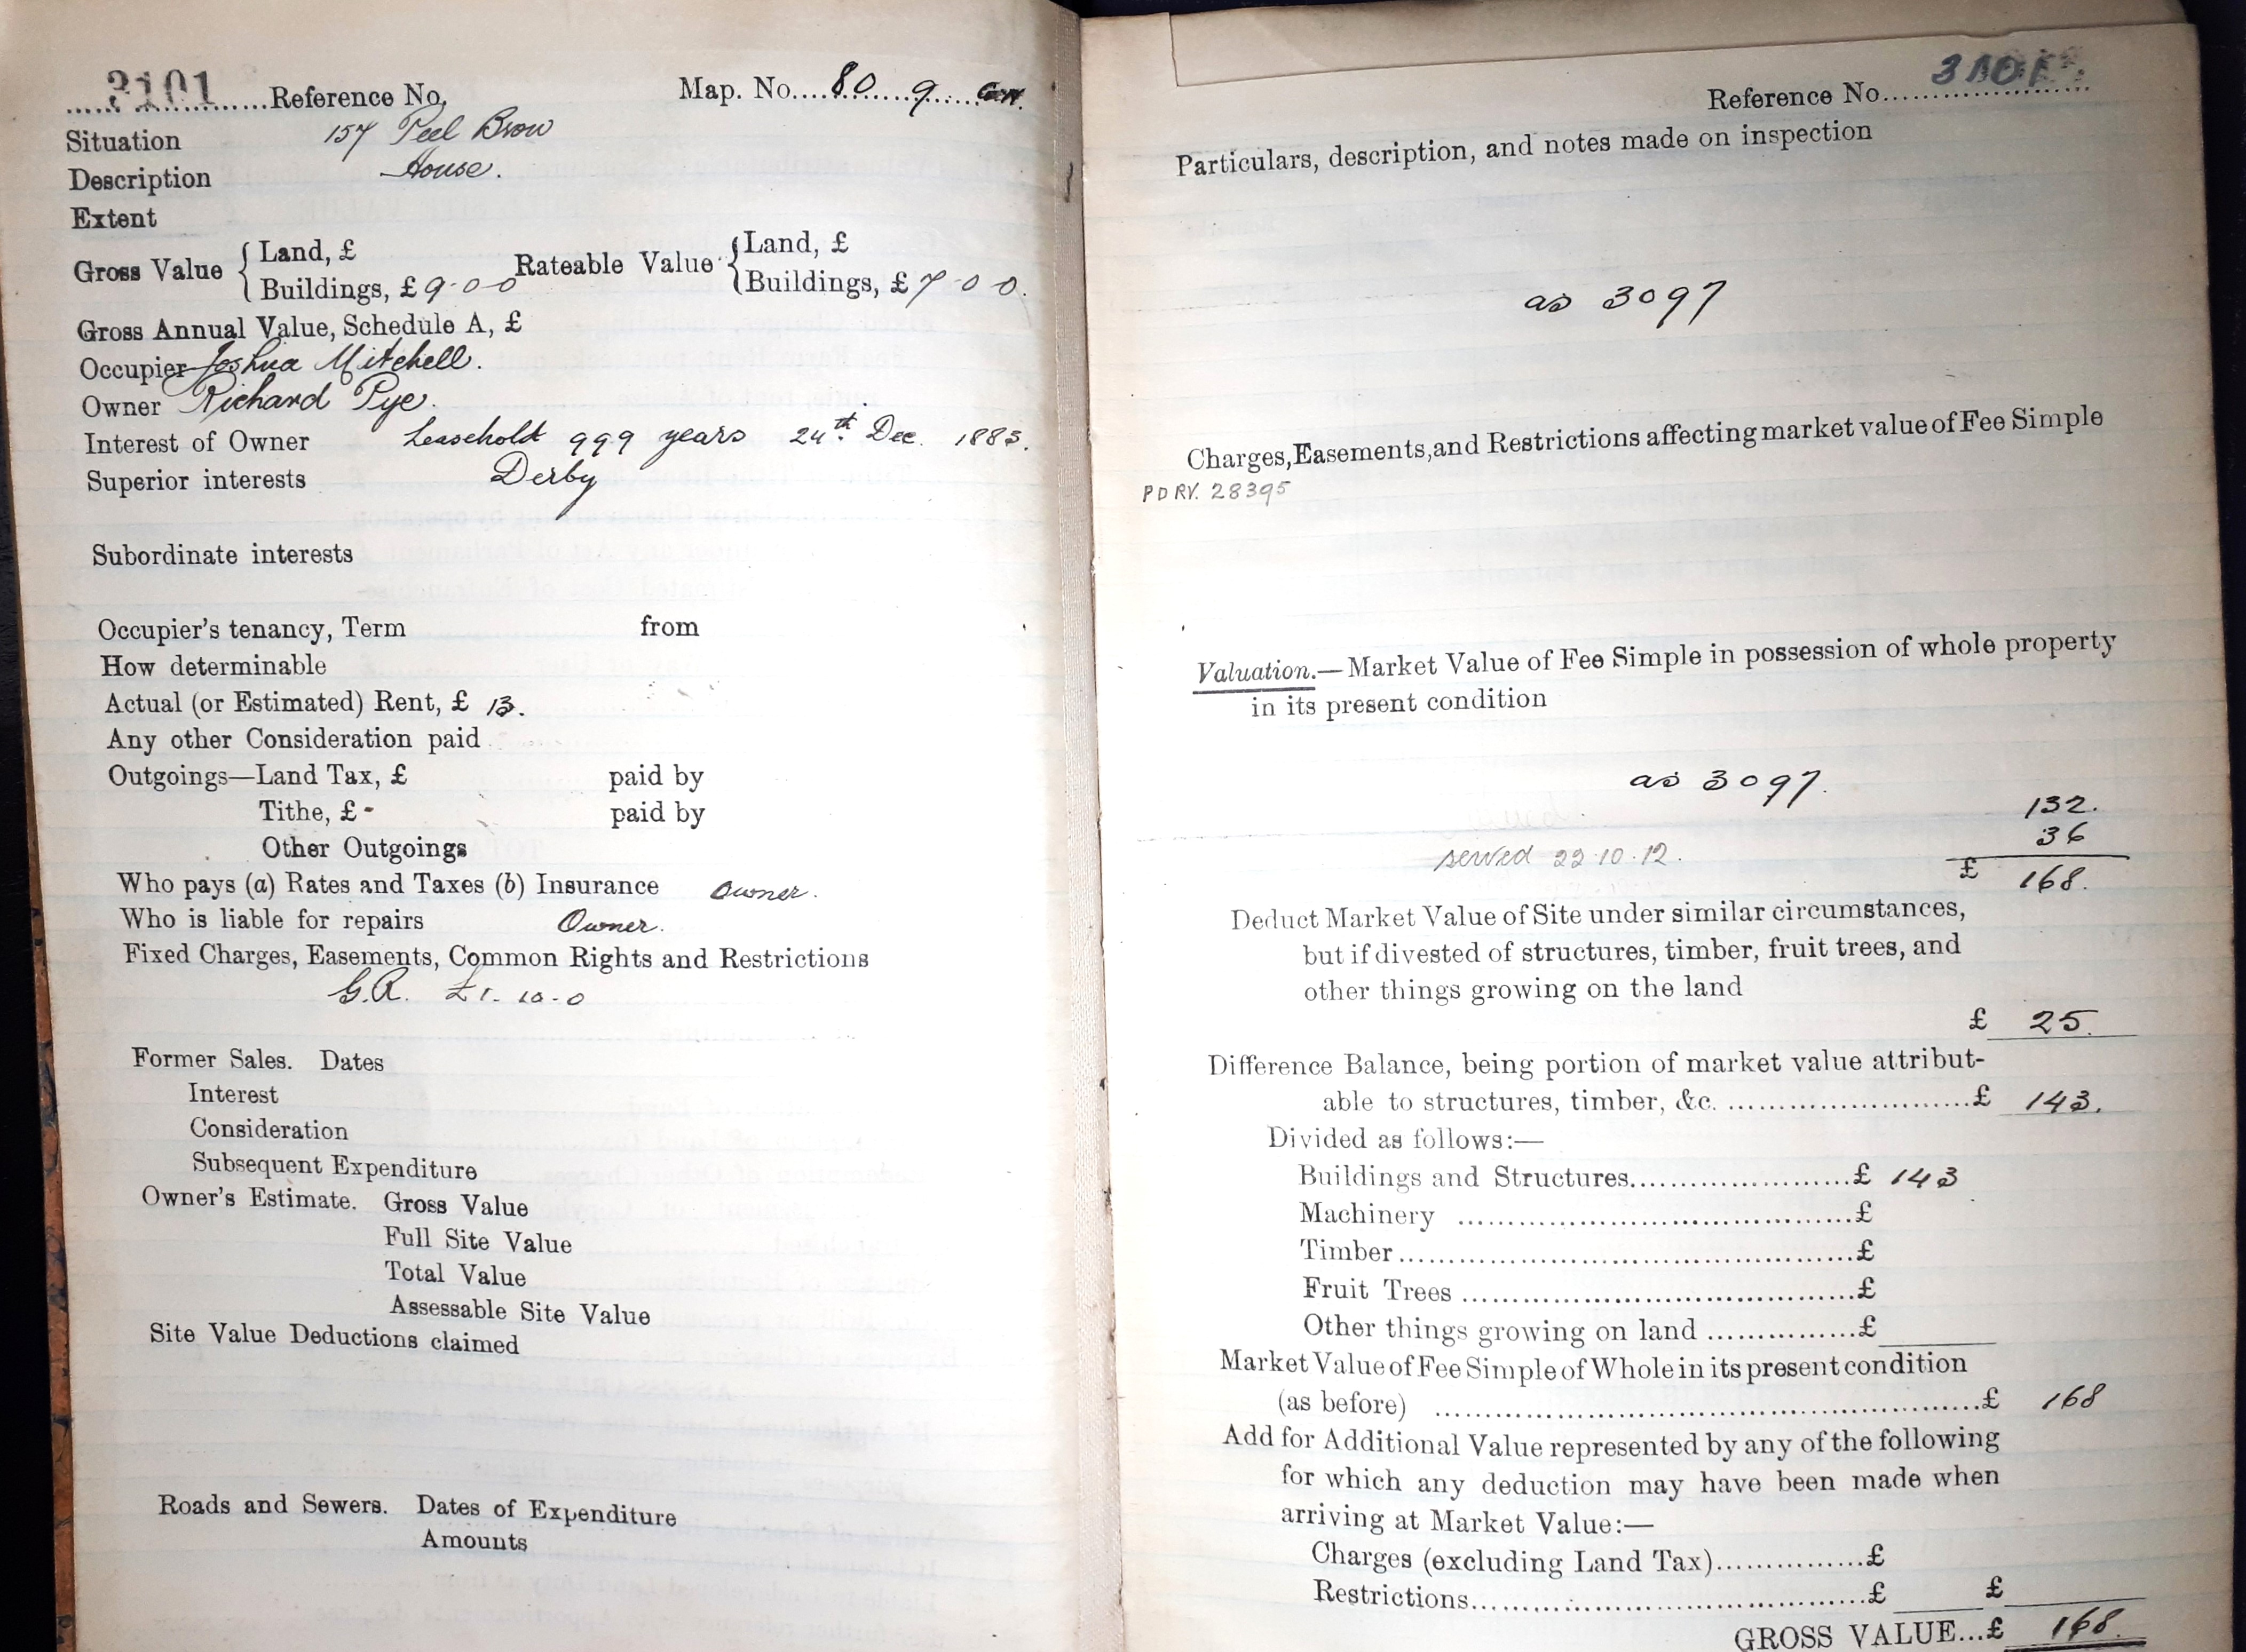 3101 Reference No. Map. No. 80 9
Situation 157 Peel Brow
Description House.
Extent
Gross Value { Land, £ Rateable Value { Land, £
Buildings, £ 9-0-0 Buildings, £ 7-0-0.
Gross Annual Value, Schedule A, £
Occupier Joshua Mitchell.
Owner Richard Pye.
Interest of Owner Leasehold 999 years 24th Dec. 1883.
Superior interests Derby
Subordinate interests
Occupier's tenancy, Term from
How determinable
Actual (or Estimated) Rent, £ 13.
Any other Consideration paid
Outgoings—Land Tax, £ paid by
Tithe, £ - paid by
Other Outgoings
Who pays (a) Rates and Taxes (b) Insurance Owner.
Who is liable for repairs Owner.
Fixed Charges, Easements, Common Rights and Restrictions
G.R. £1-10-0
Former Sales. Dates
Interest
Consideration
Subsequent Expenditure
Owner's Estimate. Gross Value
Full Site Value
Total Value
Assessable Site Value
Site Value Deductions claimed
Roads and Sewers. Dates of Expenditure
Amounts
Reference No. 3101
Particulars, description, and notes made on inspection
as 3097
Charges, Easements, and Restrictions affecting market value of Fee Simple
PDRV. 28395
Valuation.—Market Value of Fee Simple in possession of whole property
in its present condition
as 3097.
132.
36
served 22.10.12.
£ 168.
Deduct Market Value of Site under similar circumstances,
but if divested of structures, timber, fruit trees, and
other things growing on the land
£ 25.
Difference Balance, being portion of market value attribut-
able to structures, timber, &c. £ 143.
Divided as follows:—
Buildings and Structures £ 143
Machinery £
Timber £
Fruit Trees £
Other things growing on land £
Market Value of Fee Simple of Whole in its present condition
(as before) £ 168
Add for Additional Value represented by any of the following
for which any deduction may have been made when
arriving at Market Value:—
Charges (excluding Land Tax) £
Restrictions £ £
GROSS VALUE...£ 168.